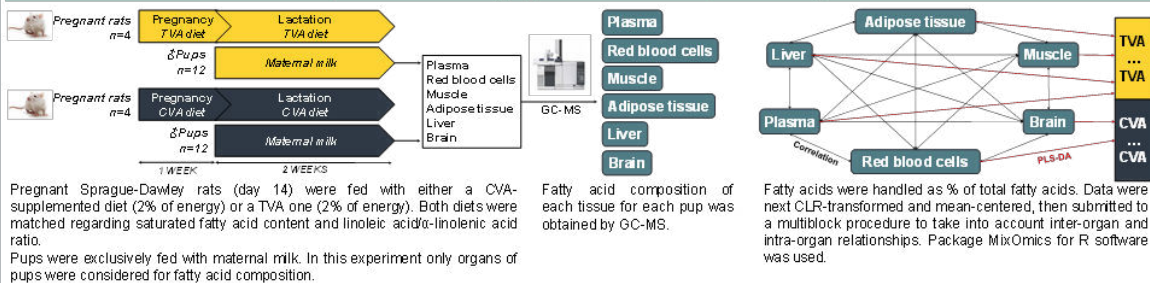 Pregnant rats
n=4
Pregnancy
TVA diet
Lactation
TVA diet
♂Pups
n=12
Maternal milk
Pregnant rats
n=4
Pregnancy
CVA diet
Lactation
CVA diet
♂Pups
n=12
Maternal milk
1 WEEK
2 WEEKS
Plasma
Red blood cells
Muscle
Adipose tissue
Liver
Brain
GC-MS
Plasma
Red blood cells
Muscle
Adipose tissue
Liver
Brain
Adipose tissue
Liver
Muscle
Plasma
Brain
Red blood cells
Correlation
PLS-DA
TVA
...
TVA
CVA
...
CVA
Pregnant Sprague-Dawley rats (day 14) were fed with either a CVA-
supplemented diet (2% of energy) or a TVA one (2% of energy). Both diets were
matched regarding saturated fatty acid content and linoleic acid/α-linolenic acid
ratio.
Pups were exclusively fed with maternal milk. In this experiment only organs of
pups were considered for fatty acid composition.
Fatty acid composition of
each tissue for each pup was
obtained by GC-MS.
Fatty acids were handled as % of total fatty acids. Data were
next CLR-transformed and mean-centered, then submitted to
a multiblock procedure to take into account inter-organ and
intra-organ relationships. Package MixOmics for R software
was used.